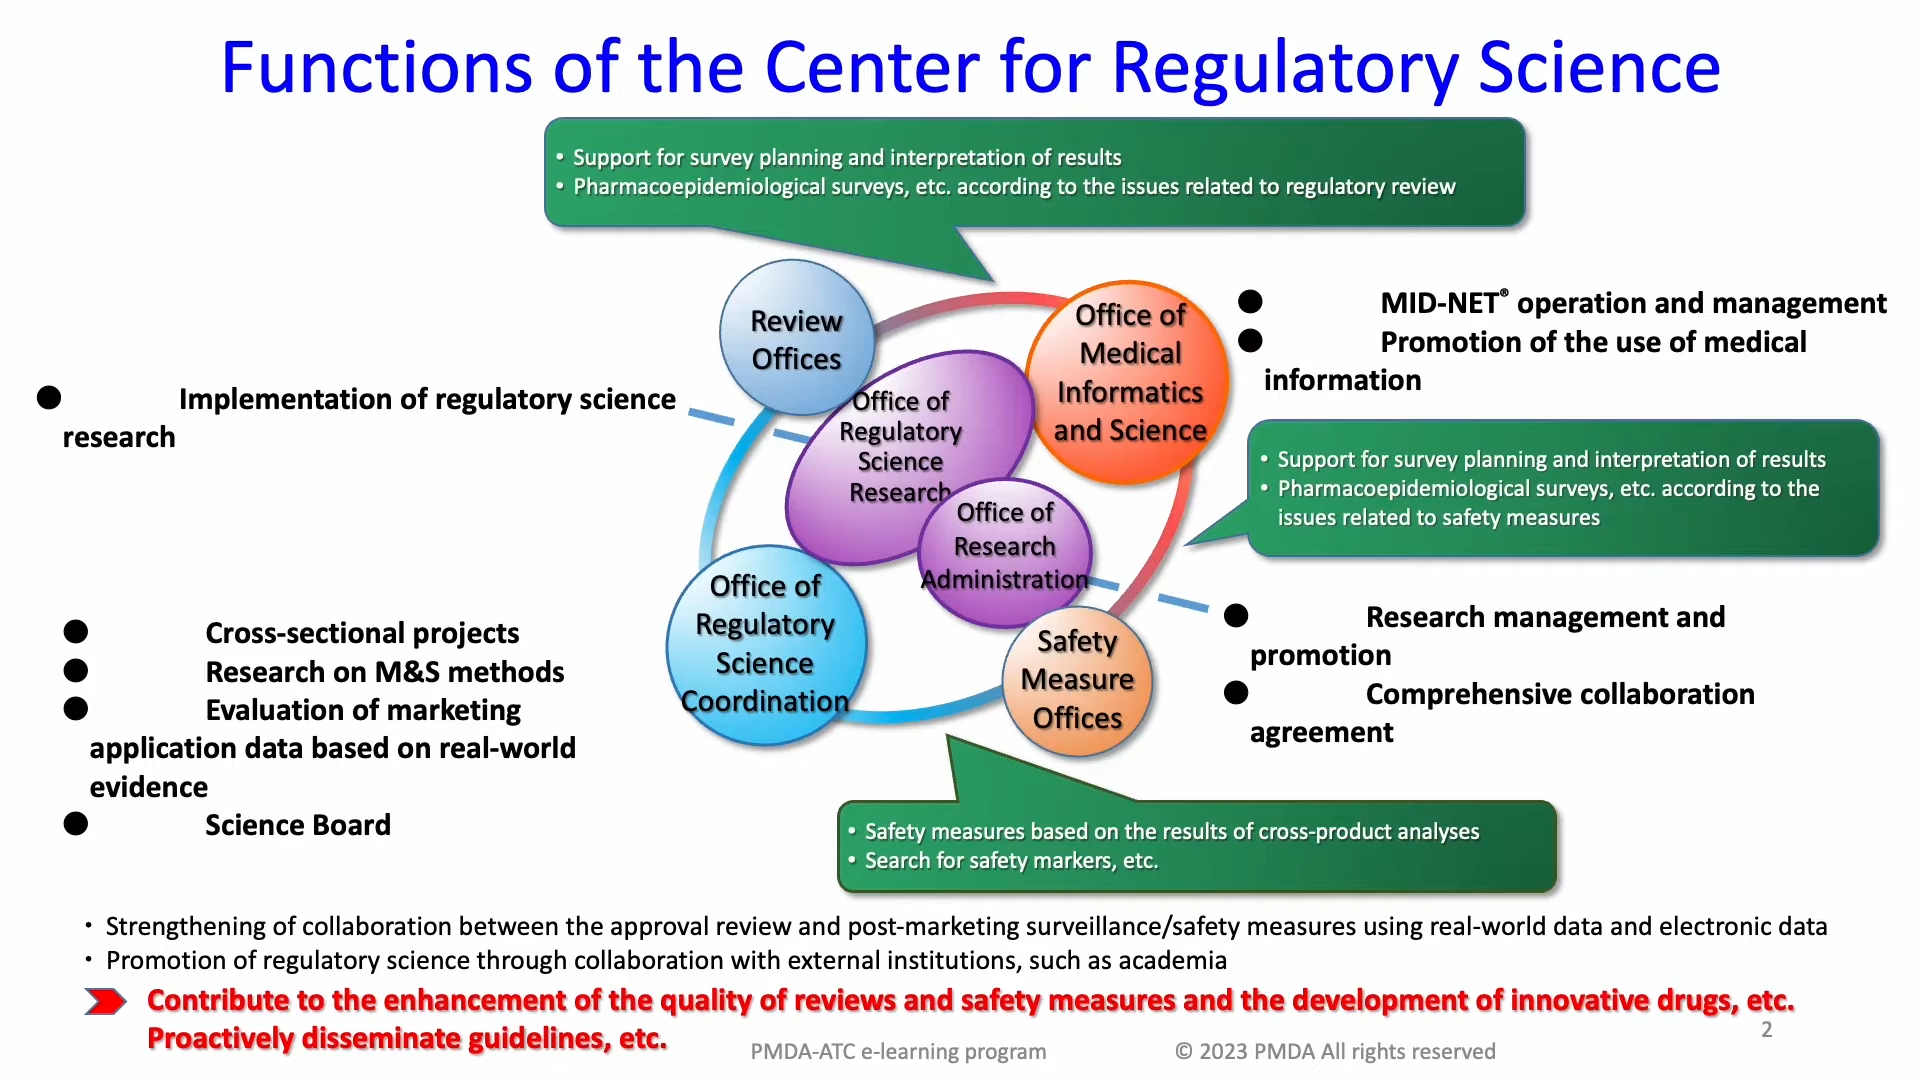 Functions of the Center for Regulatory Science
• Support for survey planning and interpretation of results
• Pharmacoepidemiological surveys, etc. according to the issues related to regulatory review
Review
Offices
Office of
Medical
Informatics
and Science
● MID-NET® operation and management
● Promotion of the use of medical
information
● Implementation of regulatory science
research
Office of
Regulatory
Science
Research
• Support for survey planning and interpretation of results
• Pharmacoepidemiological surveys, etc. according to the
issues related to safety measures
Office of
Research
Administration
Office of
Regulatory
Science
Coordination
Safety
Measure
Offices
● Cross-sectional projects
● Research on M&S methods
● Evaluation of marketing
application data based on real-world
evidence
● Science Board
● Research management and
promotion
● Comprehensive collaboration
agreement
• Safety measures based on the results of cross-product analyses
• Search for safety markers, etc.
・ Strengthening of collaboration between the approval review and post-marketing surveillance/safety measures using real-world data and electronic data
・ Promotion of regulatory science through collaboration with external institutions, such as academia
Contribute to the enhancement of the quality of reviews and safety measures and the development of innovative drugs, etc.
Proactively disseminate guidelines, etc.
2
PMDA-ATC e-learning program
© 2023 PMDA All rights reserved